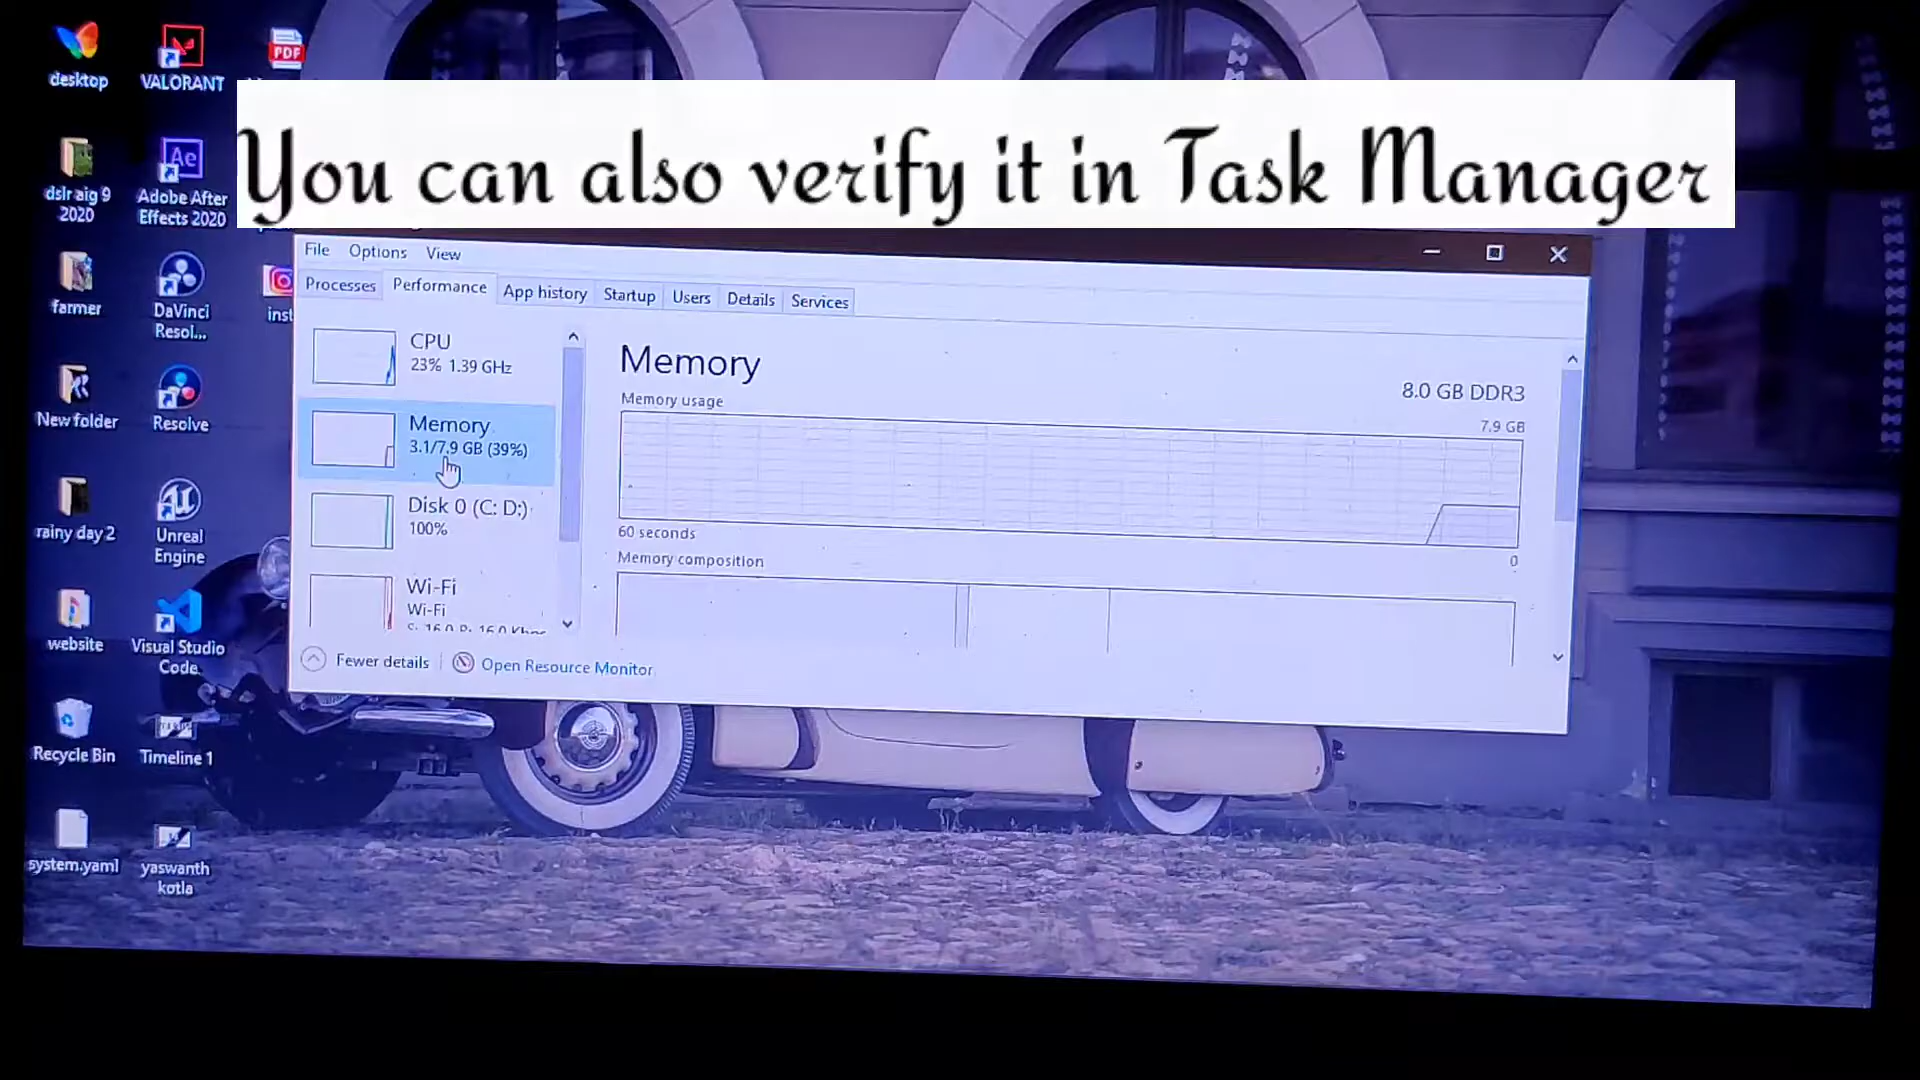 desktop
VALORANT
PDF
You can also verify it in Task Manager
dslr aig 9
2020
Ae
Adobe After
Effects 2020
farmer
DaVinci
Resol...
inst
New folder
Resolve
rainy day 2
Unreal
Engine
website
Visual Studio
Code
Recycle Bin
Timeline 1
system.yaml
yaswanth
kotla
File Options View
Processes Performance App history Startup Users Details Services
CPU
23% 1.39 GHz
Memory
3.1/7.9 GB (39%)
Disk 0 (C: D:)
100%
Wi-Fi
Wi-Fi
Memory
8.0 GB DDR3
Memory usage
7.9 GB
60 seconds
0
Memory composition
Fewer details
Open Resource Monitor